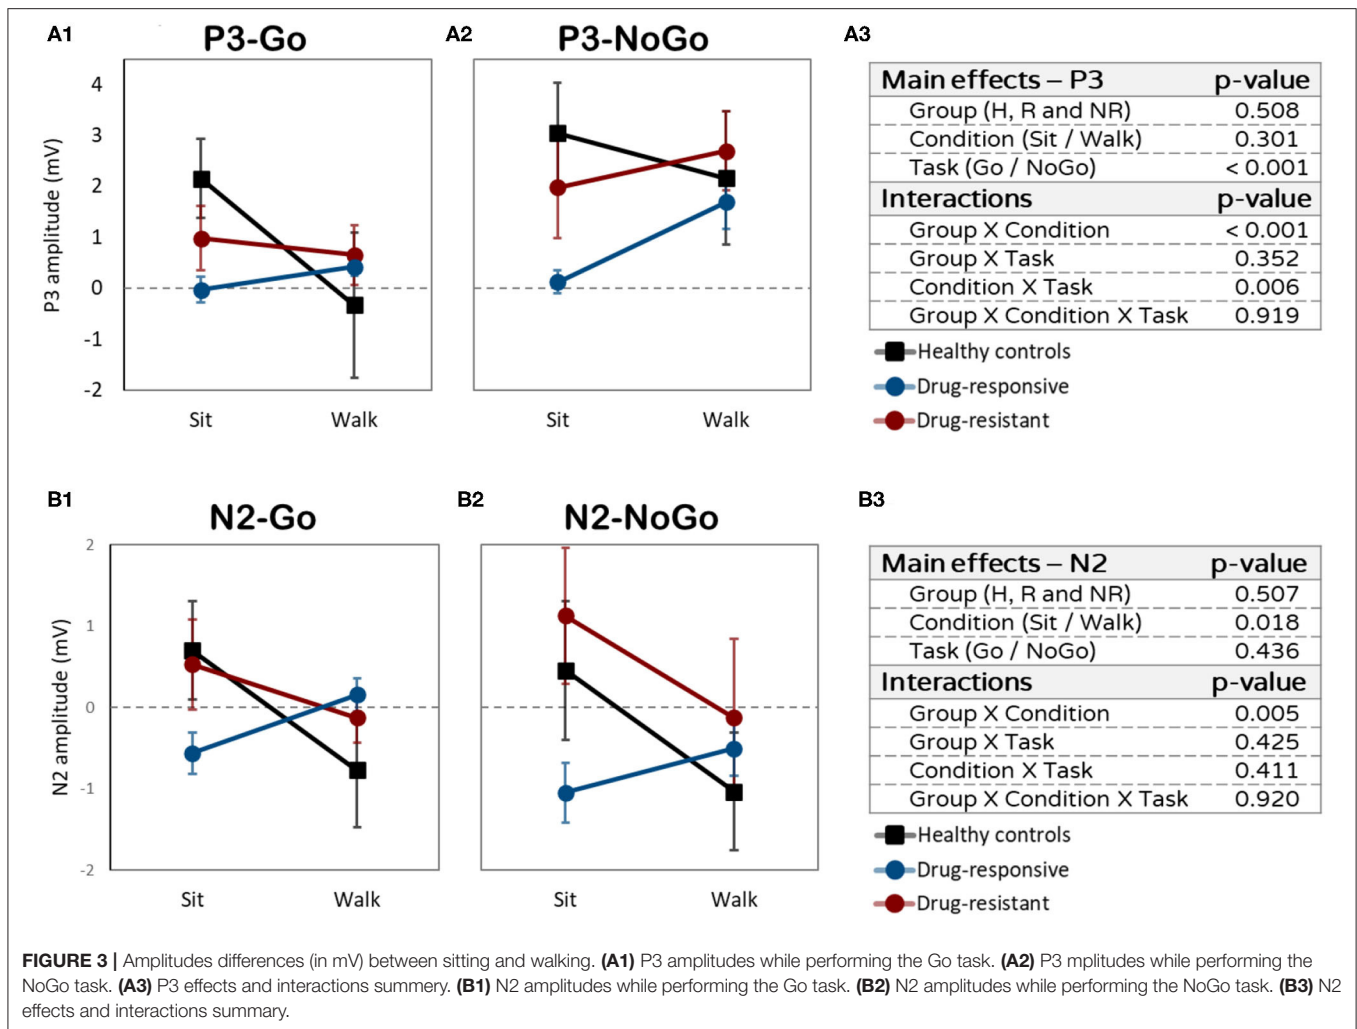 A1
P3-Go
A2
P3-NoGo
A3
P3 amplitude (mV)
4
3
2
1
0
-1
-2
Sit
Walk
Sit
Walk
Main effects – P3 p-value
Group (H, R and NR) 0.508
Condition (Sit / Walk) 0.301
Task (Go / NoGo) < 0.001
Interactions p-value
Group X Condition < 0.001
Group X Task 0.352
Condition X Task 0.006
Group X Condition X Task 0.919
Healthy controls
Drug-responsive
Drug-resistant
B1
N2-Go
B2
N2-NoGo
B3
N2 amplitude (mV)
2
1
0
-1
-2
Sit
Walk
Sit
Walk
Main effects – N2 p-value
Group (H, R and NR) 0.507
Condition (Sit / Walk) 0.018
Task (Go / NoGo) 0.436
Interactions p-value
Group X Condition 0.005
Group X Task 0.425
Condition X Task 0.411
Group X Condition X Task 0.920
Healthy controls
Drug-responsive
Drug-resistant
FIGURE 3 | Amplitudes differences (in mV) between sitting and walking. (A1) P3 amplitudes while performing the Go task. (A2) P3 mplitudes while performing the
NoGo task. (A3) P3 effects and interactions summery. (B1) N2 amplitudes while performing the Go task. (B2) N2 amplitudes while performing the NoGo task. (B3) N2
effects and interactions summary.